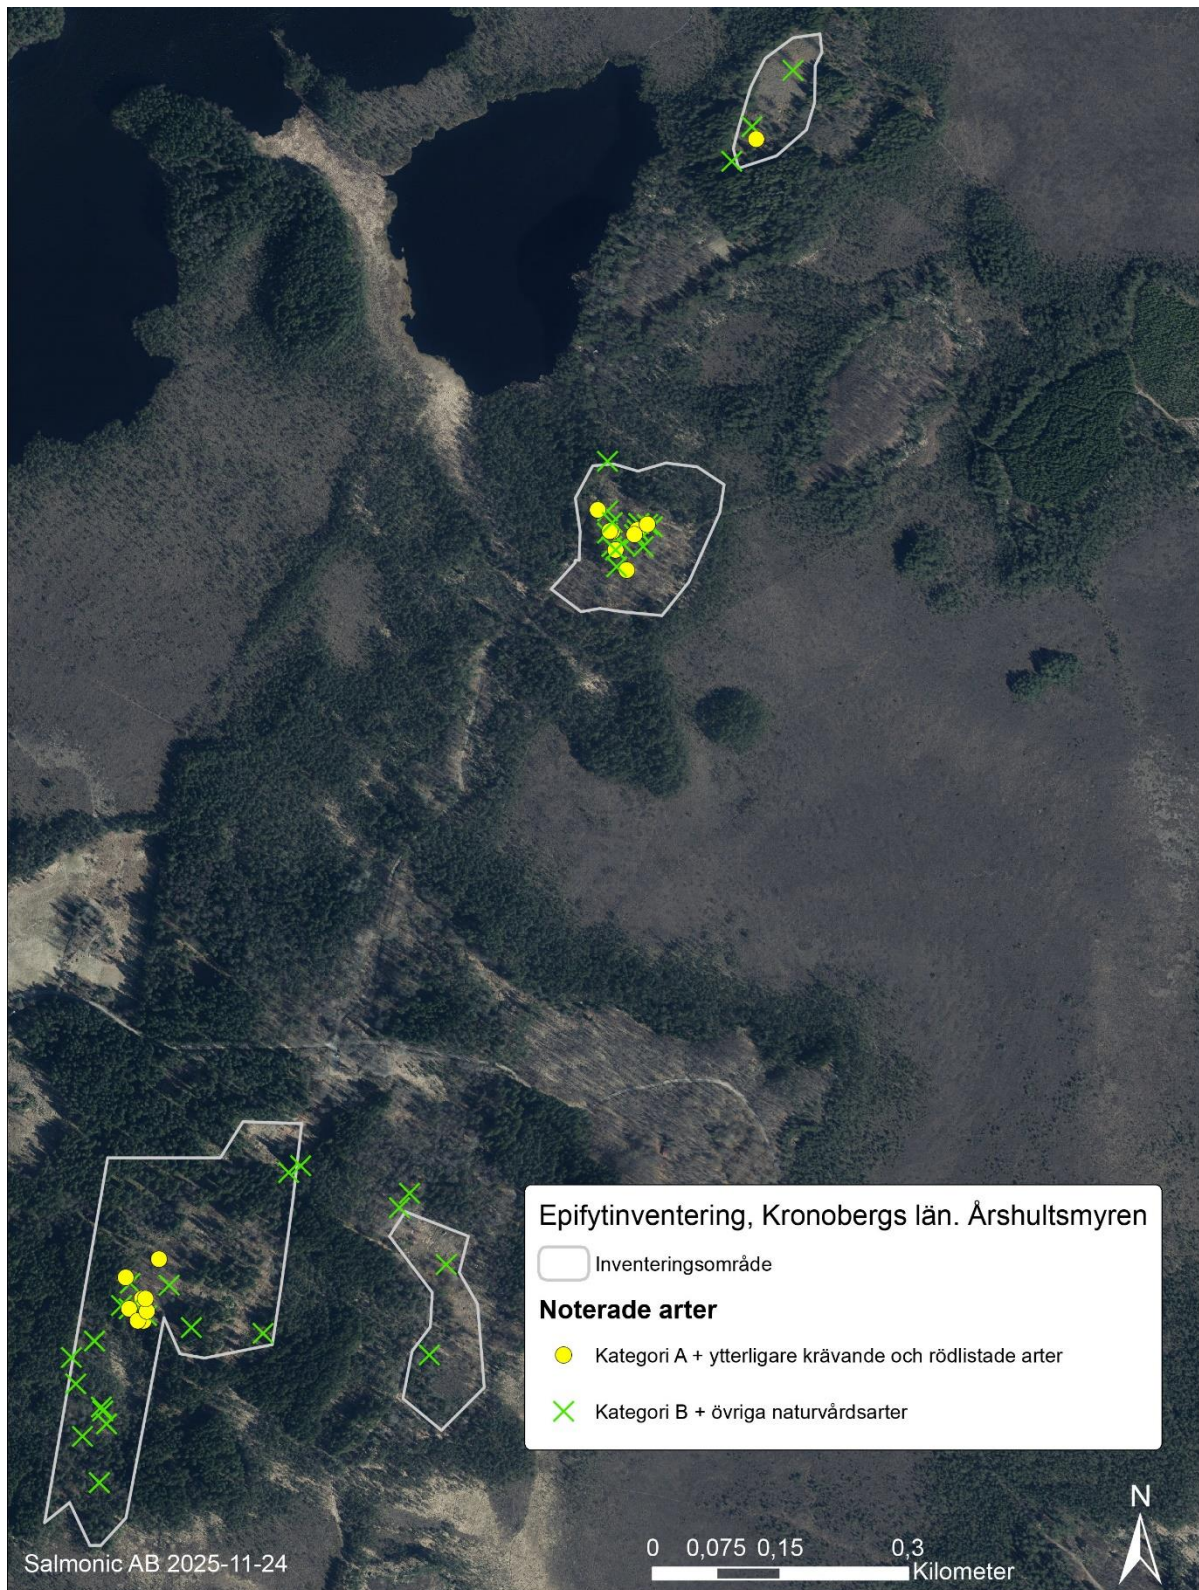 Epifytinventering, Kronobergs län. Årshultsmyren
Inventeringsområde
Noterade arter
Kategori A + ytterligare krävande och rödlistade arter
Kategori B + övriga naturvårdsarter
N
Salmonic AB 2025-11-24
0 0,075 0,15 0,3
Kilometer